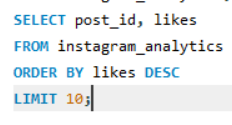 SELECT post_id, likes
FROM instagram_analytics
ORDER BY likes DESC
LIMIT 10;